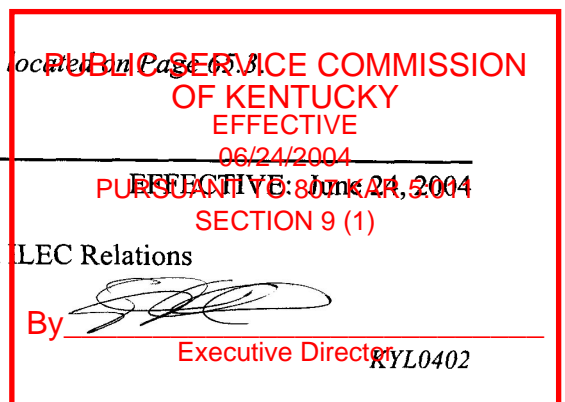 located on Page 65.3.
PUBLIC SERVICE COMMISSION
OF KENTUCKY
EFFECTIVE
06/24/2004
EFFECTIVE: June 24, 2004
PURSUANT TO 807 KAR 5:011
SECTION 9 (1)
ILEC Relations
By
Executive Director
KYL0402